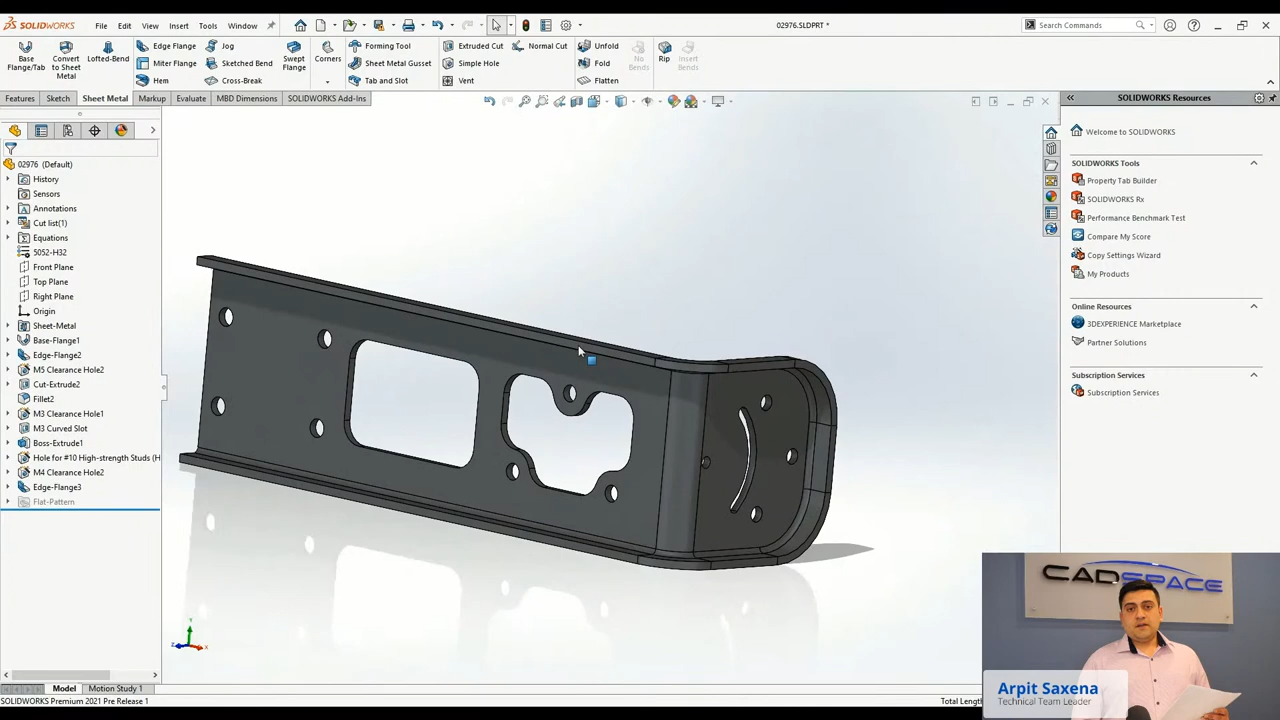 SOLIDWORKS File Edit View Insert Tools Window 02976.SLDPRT * Search Commands
Base Flange/Tab Convert to Sheet Metal Lofted-Bend Edge Flange Miter Flange Hem Jog Sketched Bend Cross-Break Swept Flange Corners Forming Tool Sheet Metal Gusset Tab and Slot Extruded Cut Simple Hole Vent Normal Cut Unfold Fold Flatten No Bends Rip Insert Bends
Features Sketch Sheet Metal Markup Evaluate MBD Dimensions SOLIDWORKS Add-Ins
02976 (Default)
History
Sensors
Annotations
Cut list(1)
Equations
5052-H32
Front Plane
Top Plane
Right Plane
Origin
Sheet-Metal
Base-Flange1
Edge-Flange2
M5 Clearance Hole2
Cut-Extrude2
Fillet2
M3 Clearance Hole1
M3 Curved Slot
Boss-Extrude1
Hole for #10 High-strength Studs (H
M4 Clearance Hole2
Edge-Flange3
Flat-Pattern
SOLIDWORKS Resources
Welcome to SOLIDWORKS
SOLIDWORKS Tools
Property Tab Builder
SOLIDWORKS Rx
Performance Benchmark Test
Compare My Score
Copy Settings Wizard
My Products
Online Resources
3DEXPERIENCE Marketplace
Partner Solutions
Subscription Services
Subscription Services
CADSPACE
Arpit Saxena
Technical Team Leader
Y
Z X
Model Motion Study 1
SOLIDWORKS Premium 2021 Pre Release 1 Total Length